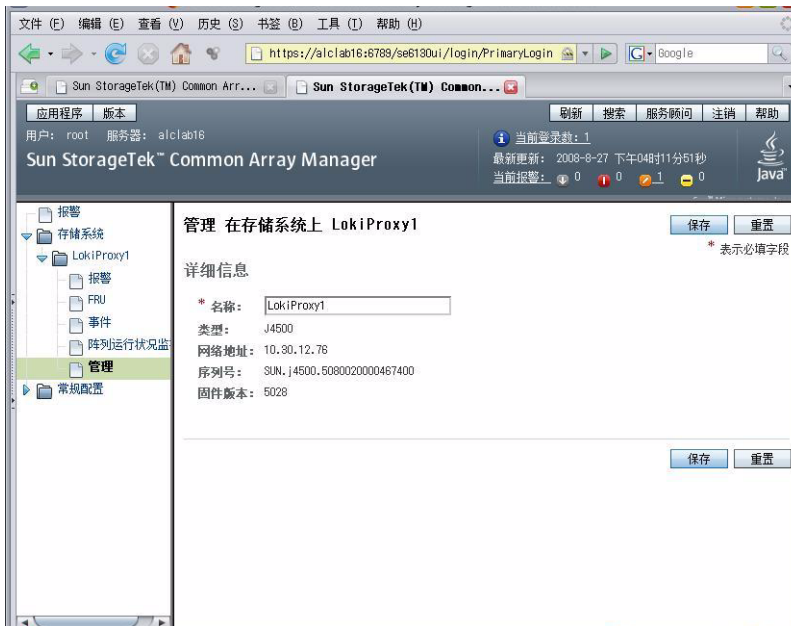 文件 (F) 编辑 (E) 查看 (V) 历史 (S) 书签 (B) 工具 (T) 帮助 (H)
https://alclab16:6789/se6130ui/login/PrimaryLogin
Google
Sun StorageTek(TM) Common Arr...
Sun StorageTek(TM) Common...
应用程序 版本
刷新 搜索 服务顾问 注销 帮助
用户: root 服务器: alclab16
当前登录数: 1
Sun StorageTek™ Common Array Manager
最新更新: 2008-8-27 下午04时11分51秒
当前报警: 0 0 1 0
Java
报警
存储系统
LokiProxy1
报警
FRU
事件
阵列运行状况监
管理
常规配置
管理 在存储系统上 LokiProxy1
保存 重置
* 表示必填字段
详细信息
* 名称: LokiProxy1
类型: J4500
网络地址: 10.30.12.76
序列号: SUN.j4500.5080020000467400
固件版本: 5028
保存 重置